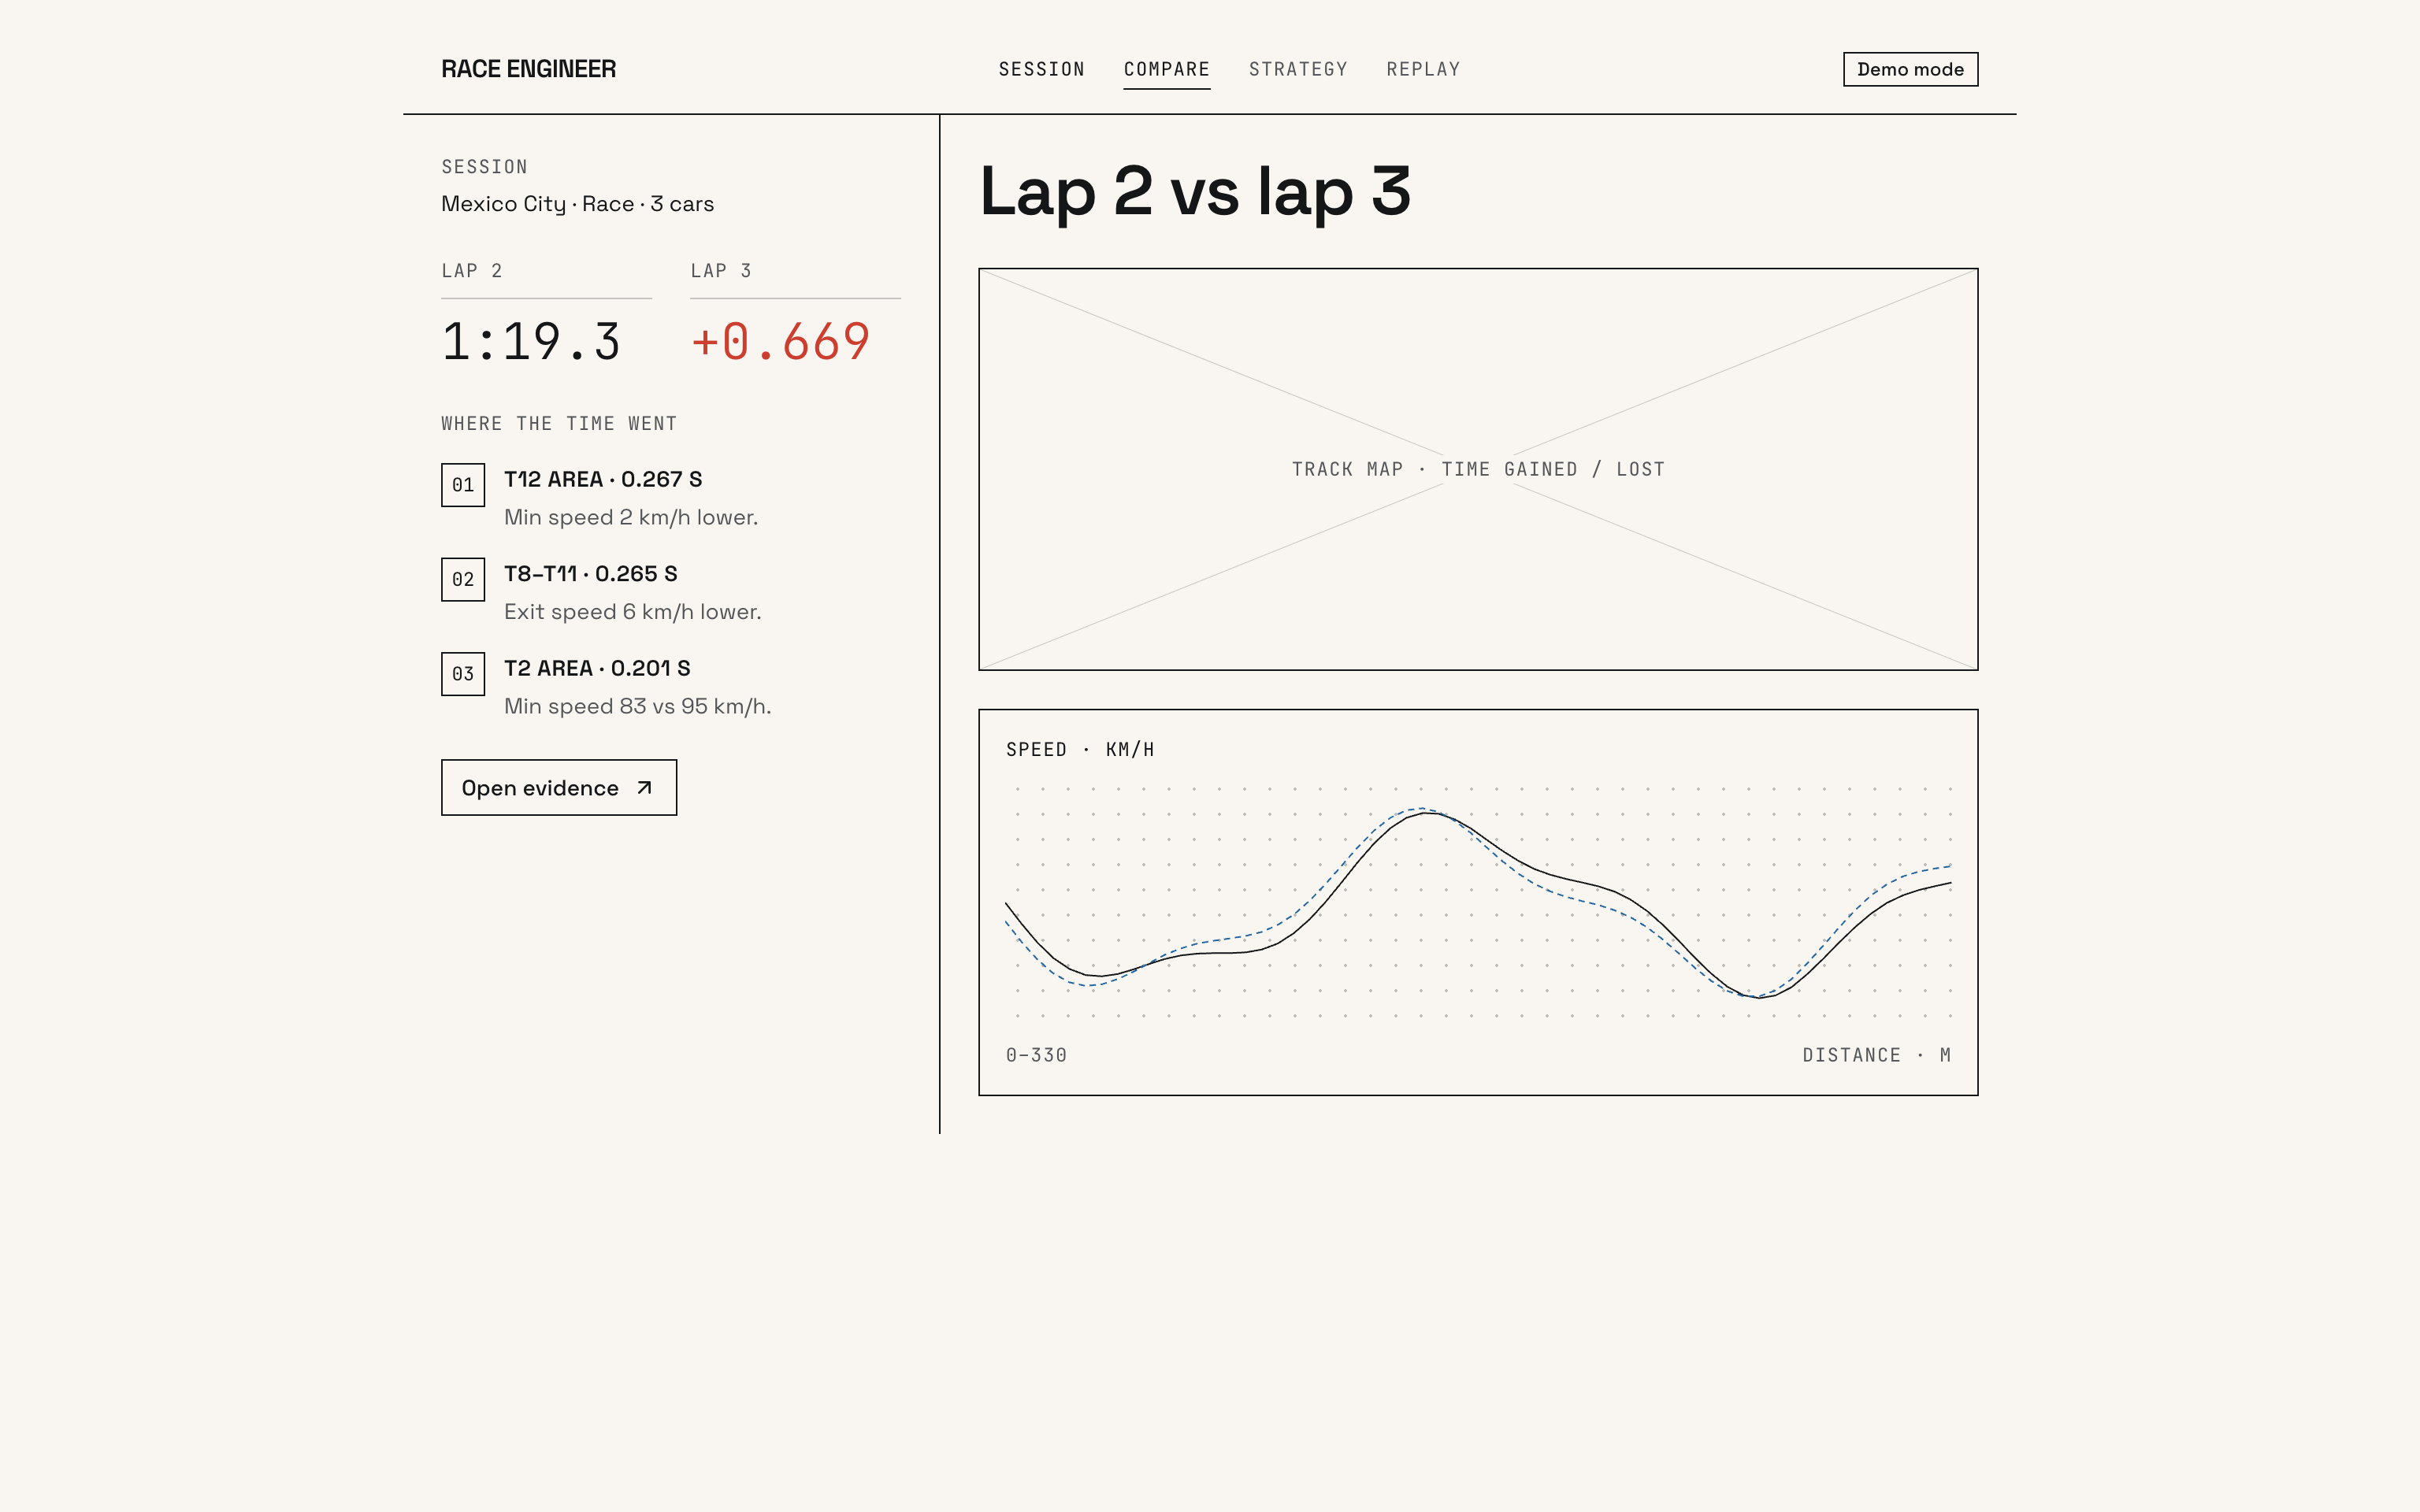 RACE ENGINEER
SESSION COMPARE STRATEGY REPLAY
Demo mode
SESSION
Mexico City · Race · 3 cars
LAP 2
1:19.3
LAP 3
+0.669
WHERE THE TIME WENT
01
T12 AREA · 0.267 S
Min speed 2 km/h lower.
02
T8–T11 · 0.265 S
Exit speed 6 km/h lower.
03
T2 AREA · 0.201 S
Min speed 83 vs 95 km/h.
Open evidence
Lap 2 vs lap 3
TRACK MAP · TIME GAINED / LOST
SPEED · KM/H
0–330
DISTANCE · M